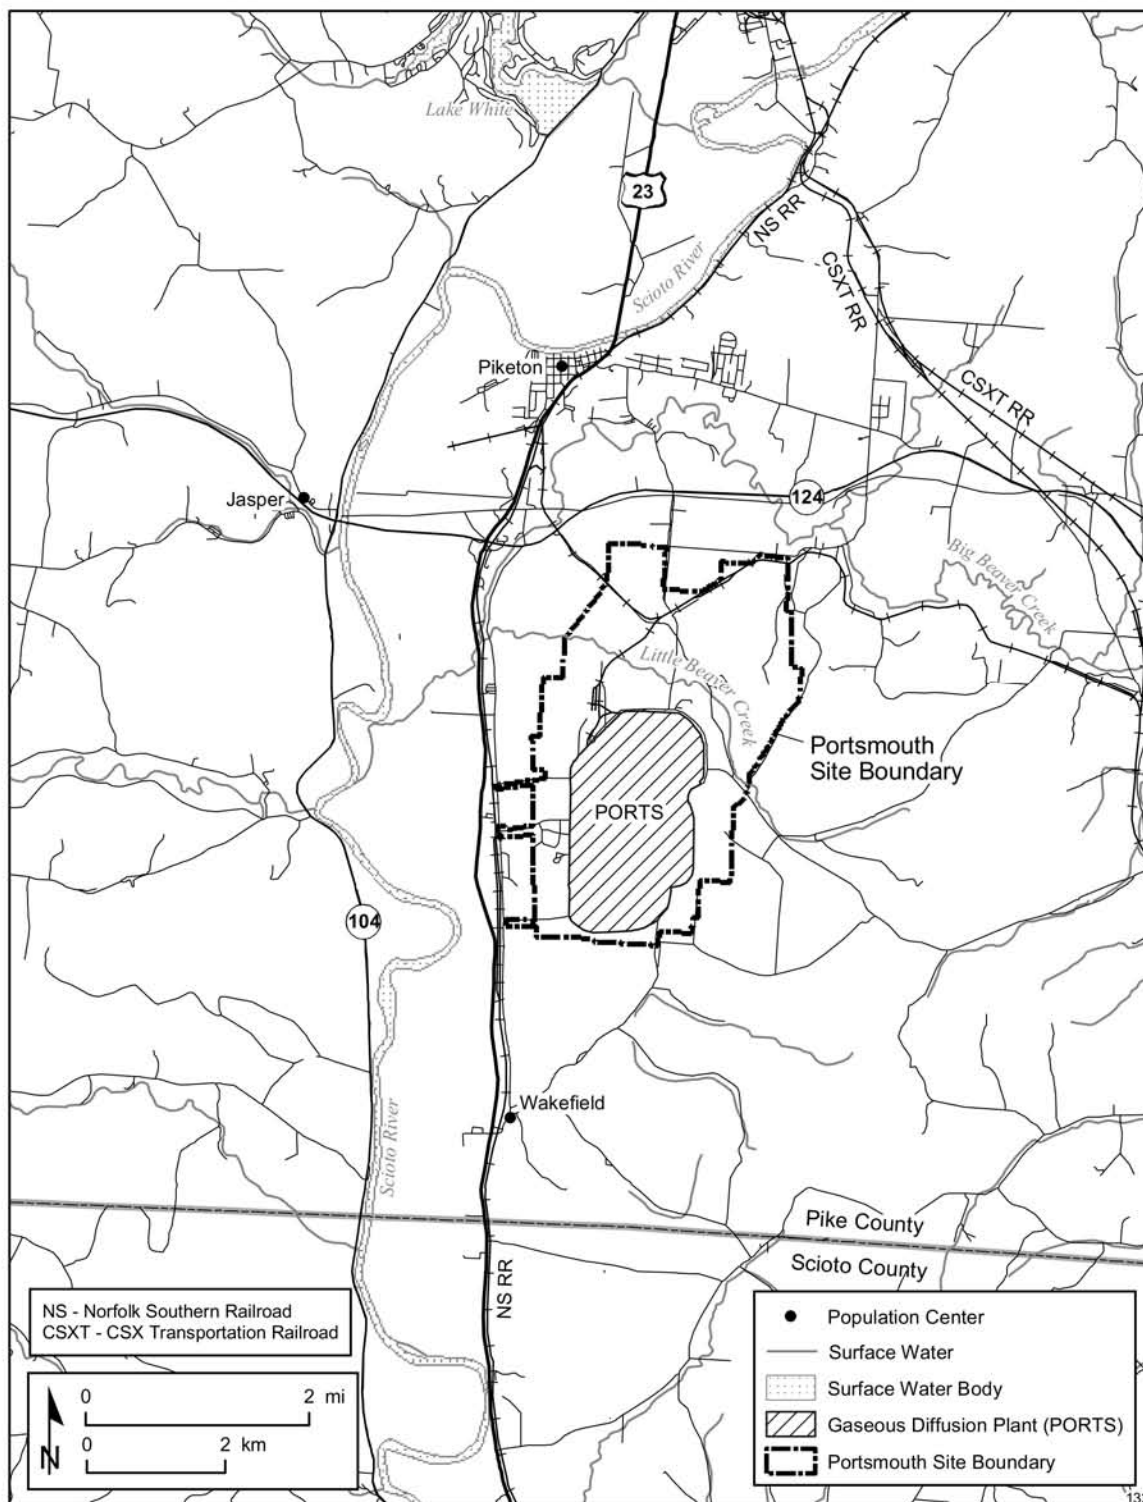 Lake White
23
NS RR
Scioto River
CSXT RR
Piketon
CSXT RR
Jasper
124
Big Beaver
Creek
Little Beaver
Creek
Portsmouth
Site Boundary
PORTS
104
Wakefield
Scioto River
Pike County
Scioto County
NS RR
NS - Norfolk Southern Railroad
CSXT - CSX Transportation Railroad
0 2 mi
0 2 km
N
Population Center
Surface Water
Surface Water Body
Gaseous Diffusion Plant (PORTS)
Portsmouth Site Boundary